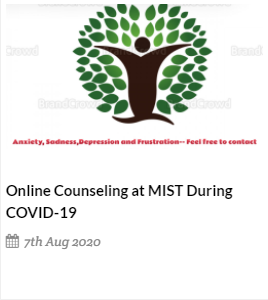 BrandCrowd
Anxiety, Sadness,Depression and Frustration-- Feel free to contact
Online Counseling at MIST During
COVID-19
7th Aug 2020